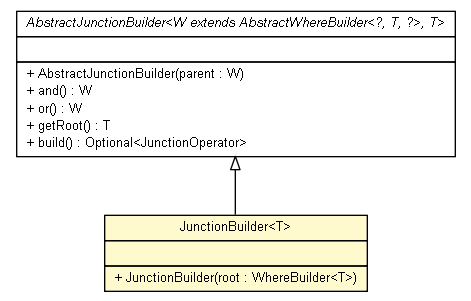 AbstractJunctionBuilder<W extends AbstractWhereBuilder<?, T, ?>, T>
+ AbstractJunctionBuilder(parent : W)
+ and() : W
+ or() : W
+ getRoot() : T
+ build() : Optional<JunctionOperator>
JunctionBuilder<T>
+ JunctionBuilder(root : WhereBuilder<T>)